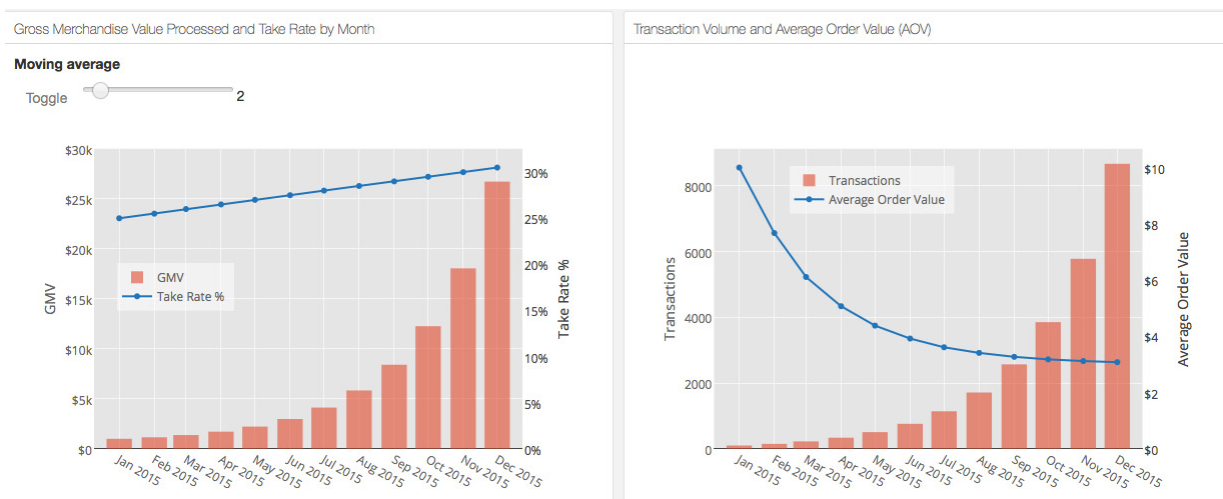 Gross Merchandise Value Processed and Take Rate by Month
Moving average
Toggle 2
$30k
$25k
$20k
$15k
$10k
$5k
$0
GMV
GMV
Take Rate %
30%
25%
20%
15%
10%
5%
0%
Take Rate %
Jan 2015
Feb 2015
Mar 2015
Apr 2015
May 2015
Jun 2015
Jul 2015
Aug 2015
Sep 2015
Oct 2015
Nov 2015
Dec 2015
Transaction Volume and Average Order Value (AOV)
8000
6000
4000
2000
0
Transactions
Transactions
Average Order Value
$10
$8
$6
$4
$2
$0
Average Order Value
Jan 2015
Feb 2015
Mar 2015
Apr 2015
May 2015
Jun 2015
Jul 2015
Aug 2015
Sep 2015
Oct 2015
Nov 2015
Dec 2015